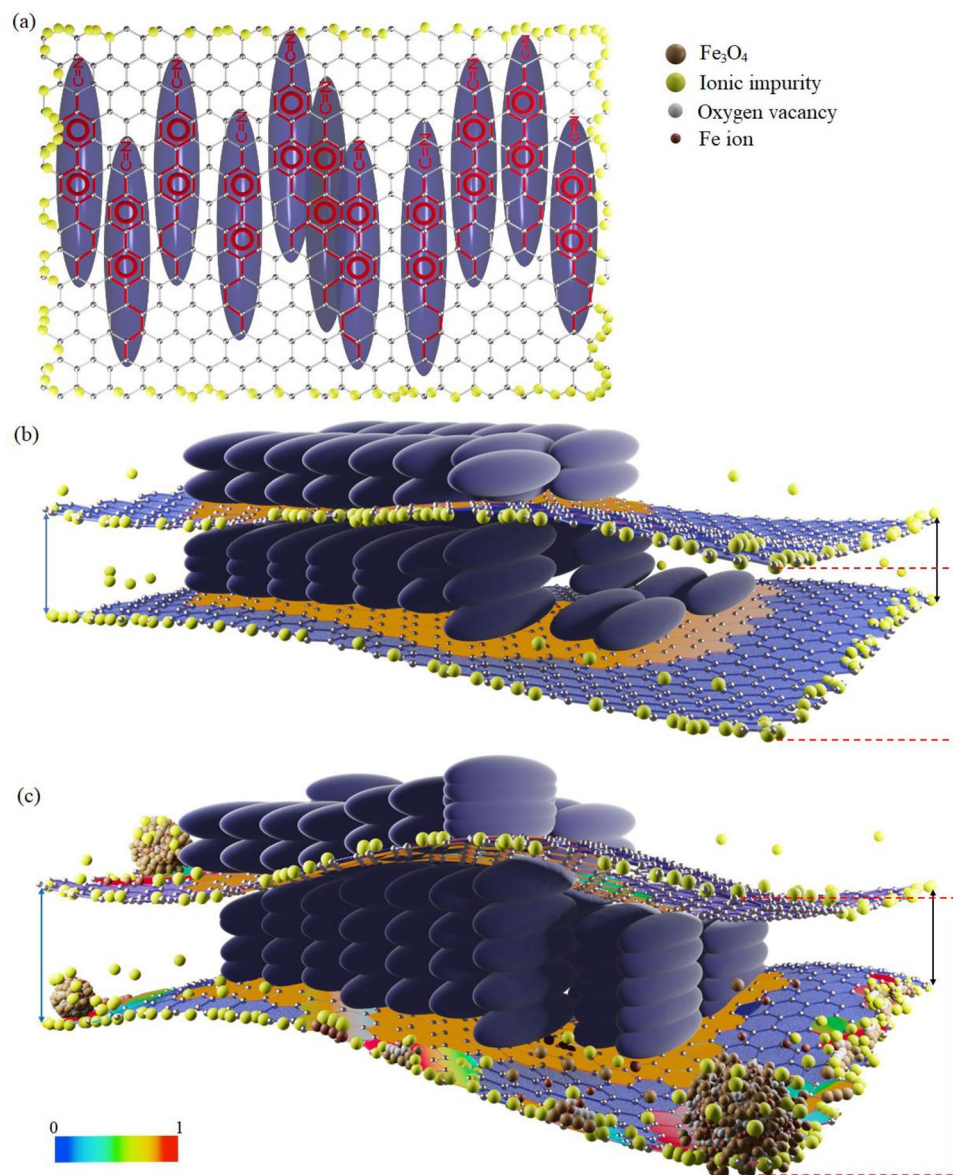 (a)
Fe₃O₄
Ionic impurity
Oxygen vacancy
Fe ion
C=N
C=N
C=N
C=N
C=N
C=N
C=N
C=N
C=N
C=N
C=N
(b)
(c)
0 1